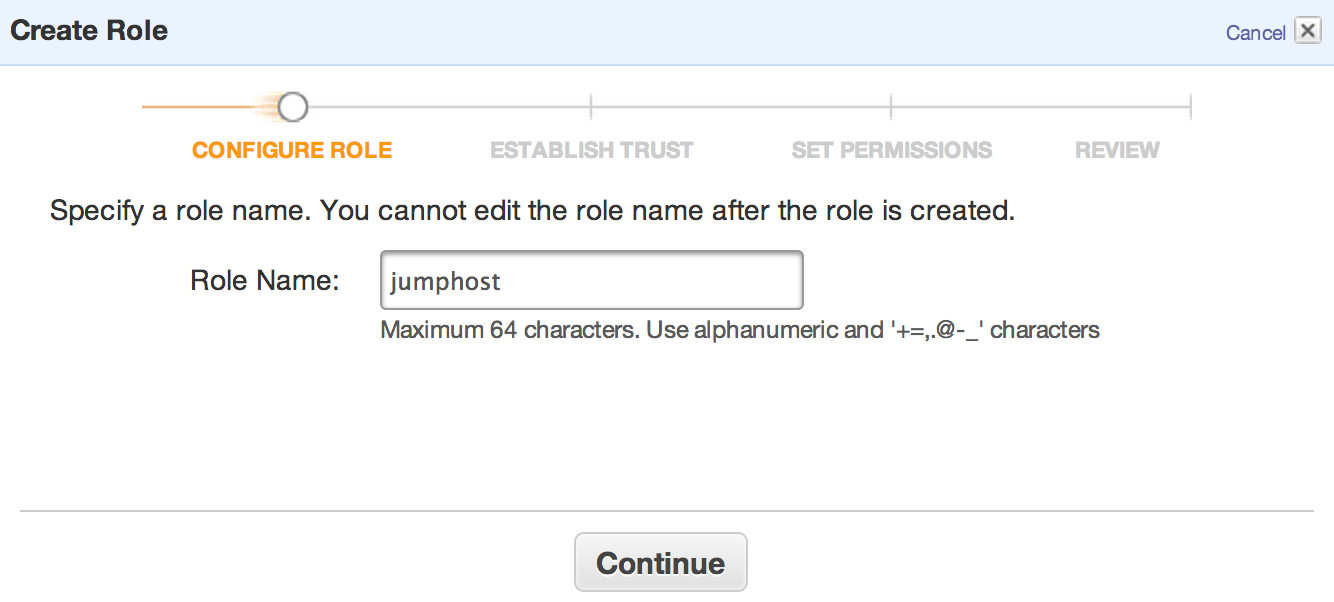 Create Role
Cancel
CONFIGURE ROLE ESTABLISH TRUST SET PERMISSIONS REVIEW
Specify a role name. You cannot edit the role name after the role is created.
Role Name: jumphost
Maximum 64 characters. Use alphanumeric and '+=,.@-_' characters
Continue